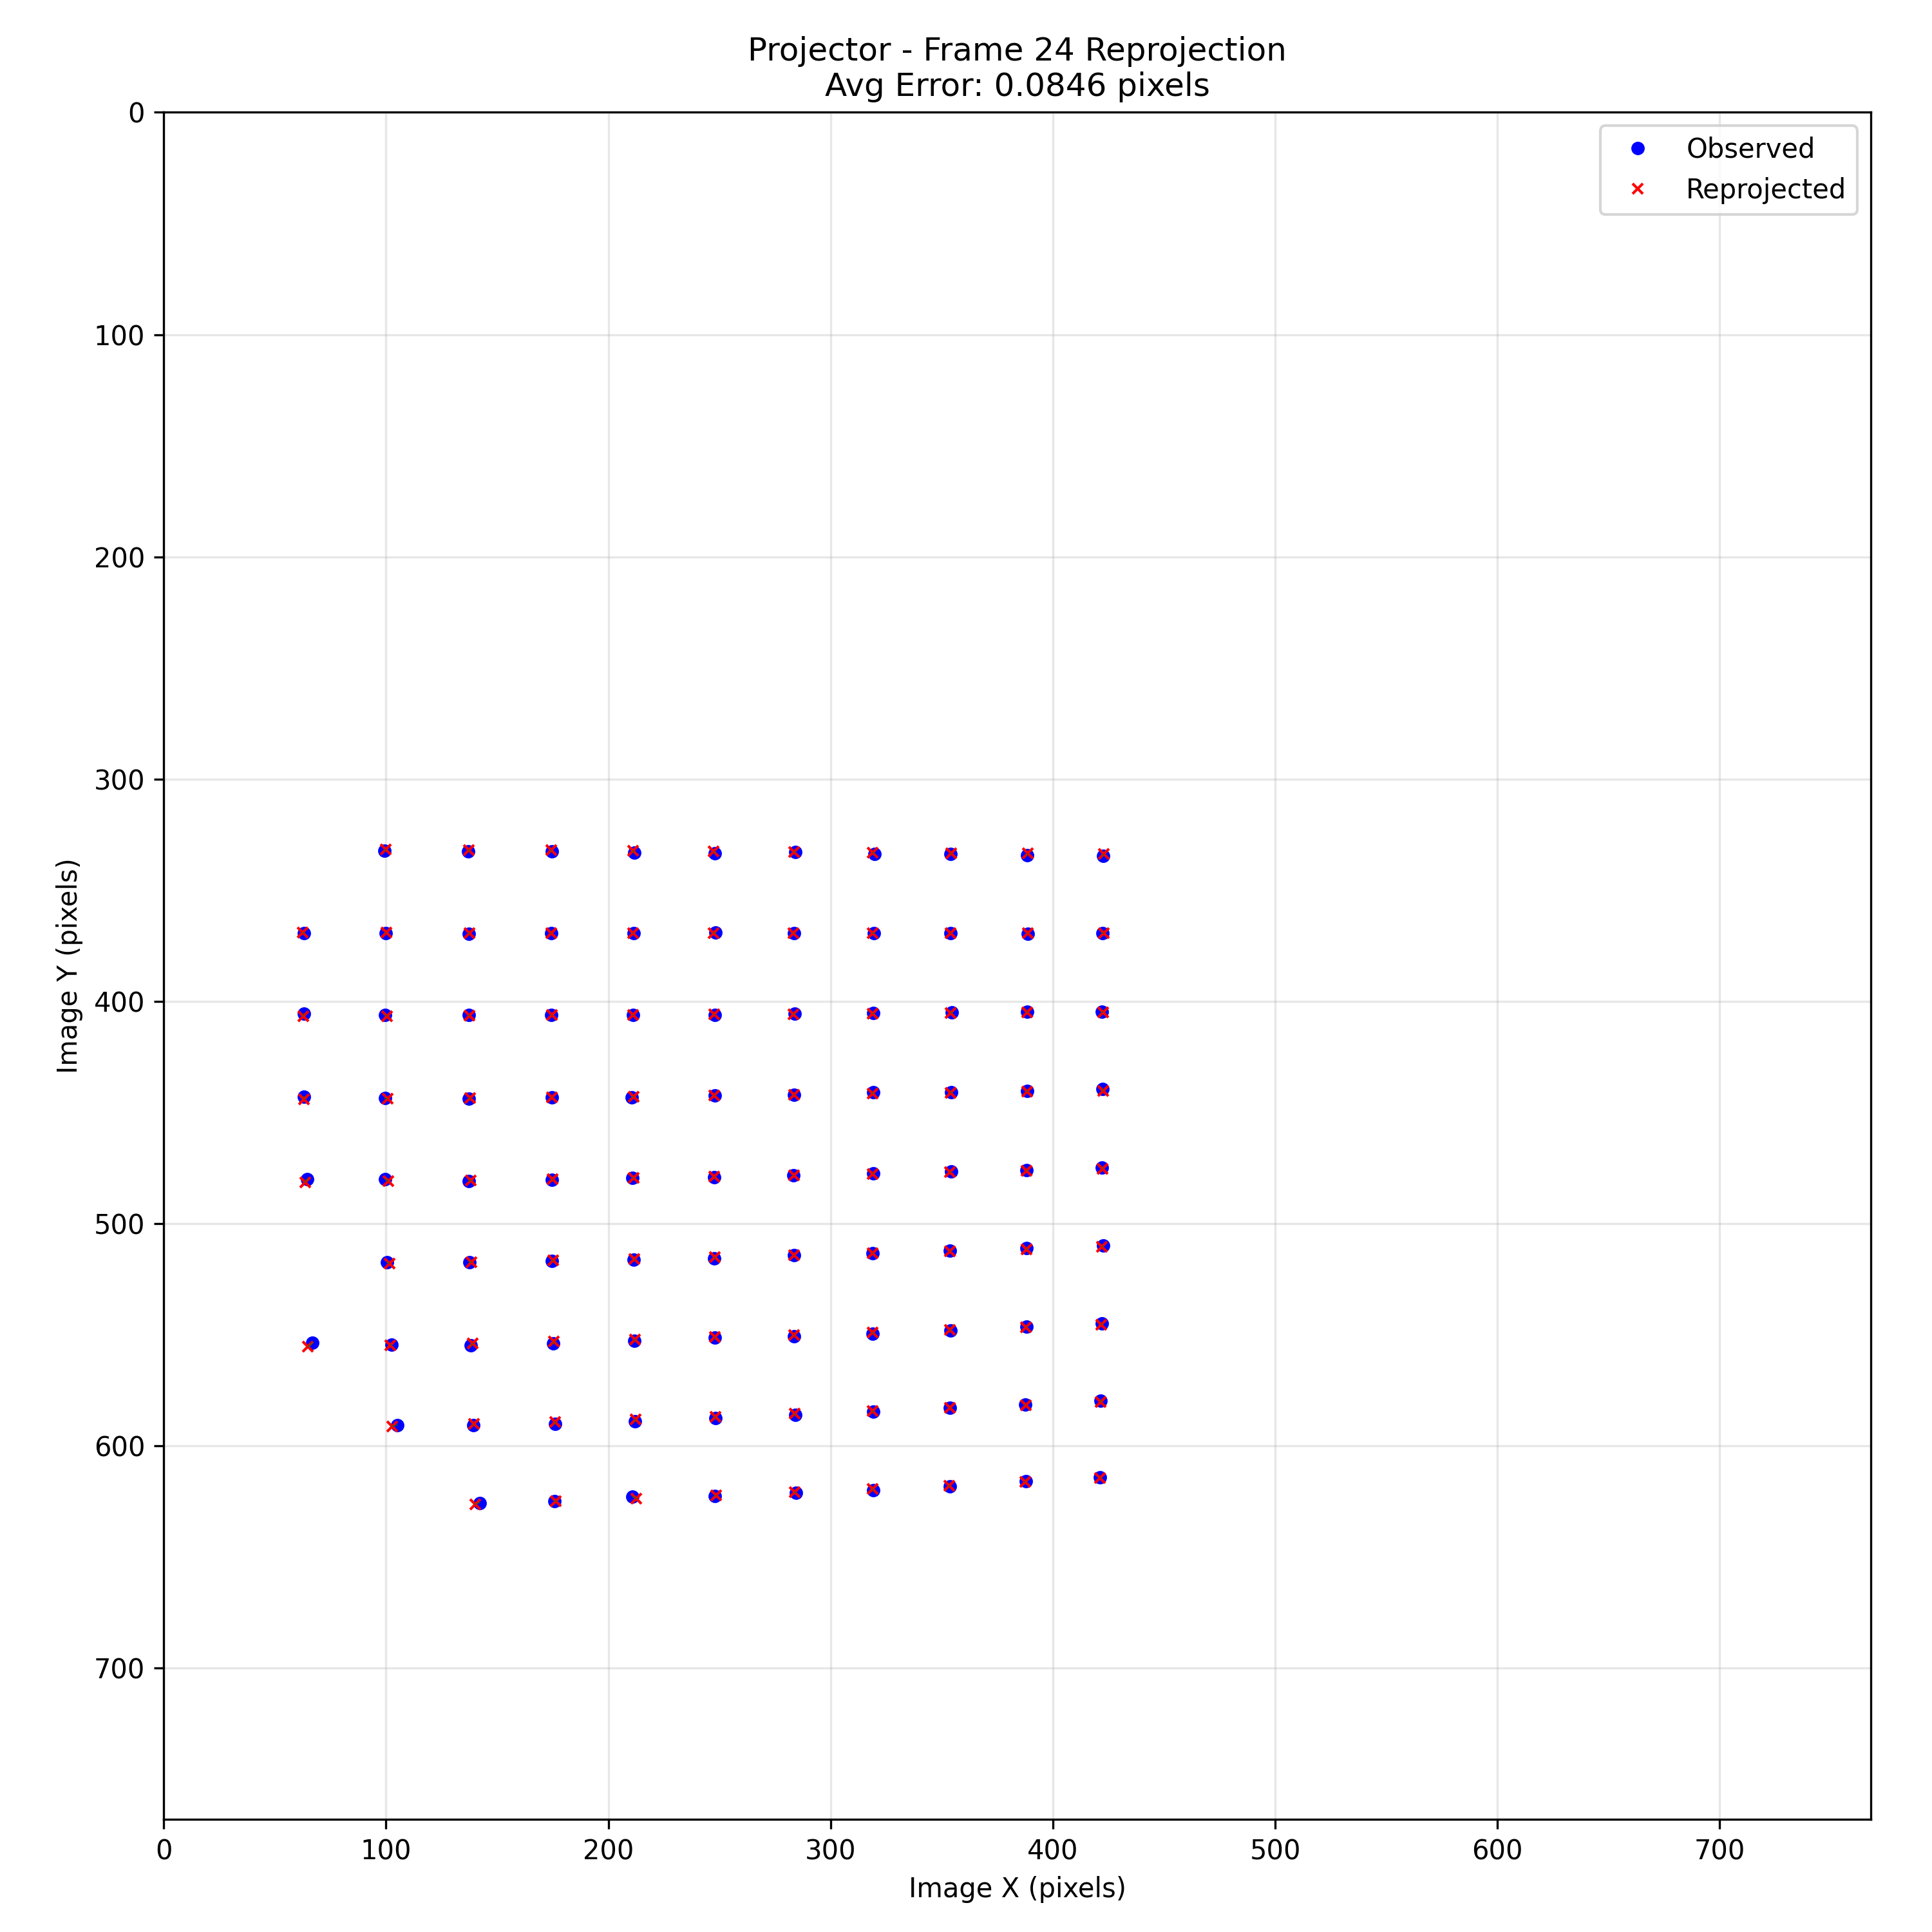 Projector - Frame 24 Reprojection
Avg Error: 0.0846 pixels
Observed
Reprojected
0
100
200
300
400
500
600
700
Image Y (pixels)
0 100 200 300 400 500 600 700
Image X (pixels)